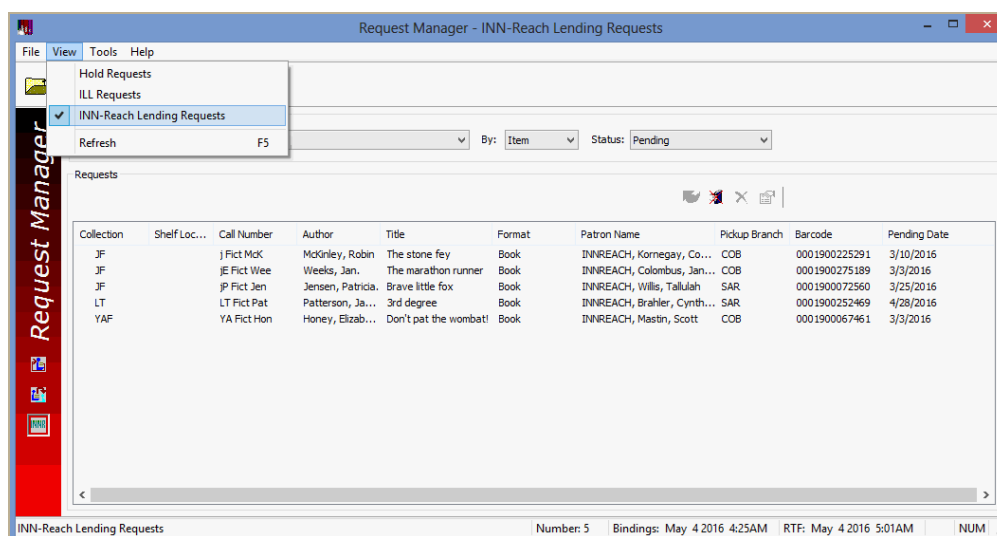 Request Manager - INN-Reach Lending Requests
File View Tools Help
Hold Requests
ILL Requests
INN-Reach Lending Requests
Refresh F5
By: Item Status: Pending
Request Manager
Requests
Collection Shelf Loc... Call Number Author Title Format Patron Name Pickup Branch Barcode Pending Date
JF j Fict McK McKinley, Robin The stone fey Book INNREACH, Kornegay, Co... COB 0001900225291 3/10/2016
JF jE Fict Wee Weeks, Jan. The marathon runner Book INNREACH, Colombus, Jan... COB 0001900275189 3/3/2016
JF jP Fict Jen Jensen, Patricia. Brave little fox Book INNREACH, Willis, Tallulah SAR 0001900072560 3/25/2016
LT LT Fict Pat Patterson, Ja... 3rd degree Book INNREACH, Brahler, Cynth... SAR 0001900252469 4/28/2016
YAF YA Fict Hon Honey, Elizab... Don't pat the wombat! Book INNREACH, Mastin, Scott COB 0001900067461 3/3/2016
INNR
INN-Reach Lending Requests Number: 5 Bindings: May 4 2016 4:25AM RTF: May 4 2016 5:01AM NUM